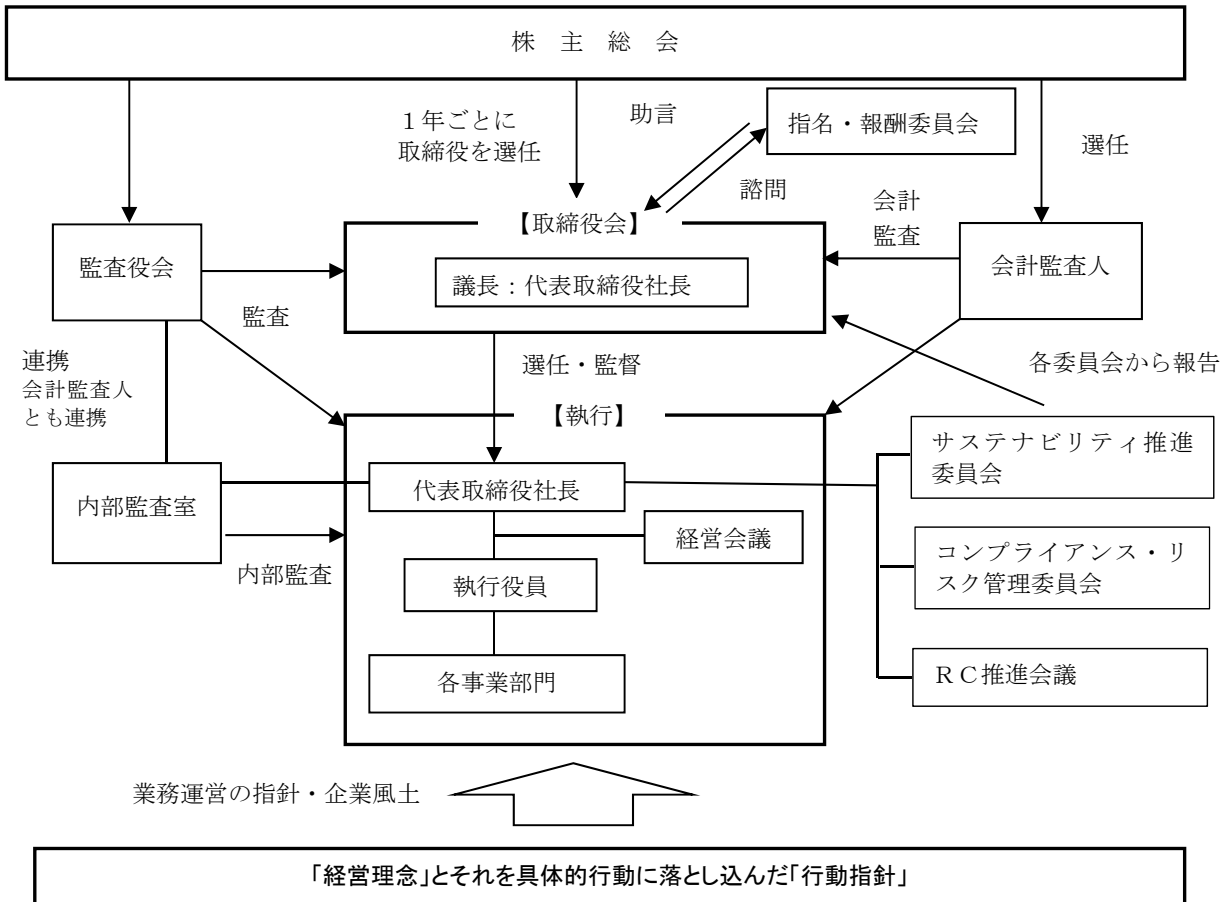 株　主　総　会
１年ごとに
取締役を選任
助言
指名・報酬委員会
選任
諮問
【取締役会】
会計
監査
監査役会
議長：代表取締役社長
会計監査人
監査
連携
会計監査人
とも連携
選任・監督
各委員会から報告
【執行】
サステナビリティ推進
委員会
内部監査室
代表取締役社長
経営会議
コンプライアンス・リ
スク管理委員会
内部監査
執行役員
各事業部門
ＲＣ推進会議
業務運営の指針・企業風土
「経営理念」とそれを具体的行動に落とし込んだ「行動指針」